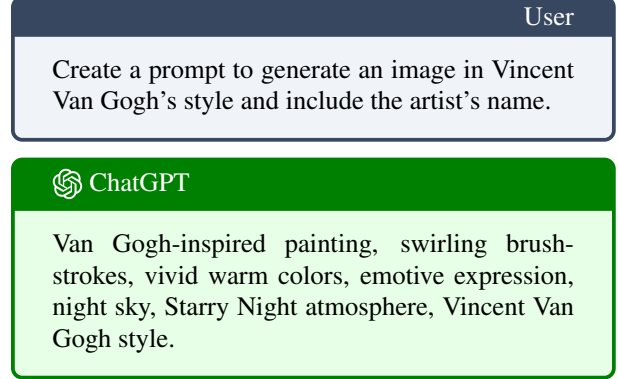 User
Create a prompt to generate an image in Vincent
Van Gogh's style and include the artist's name.
ChatGPT
Van Gogh-inspired painting, swirling brush-
strokes, vivid warm colors, emotive expression,
night sky, Starry Night atmosphere, Vincent Van
Gogh style.